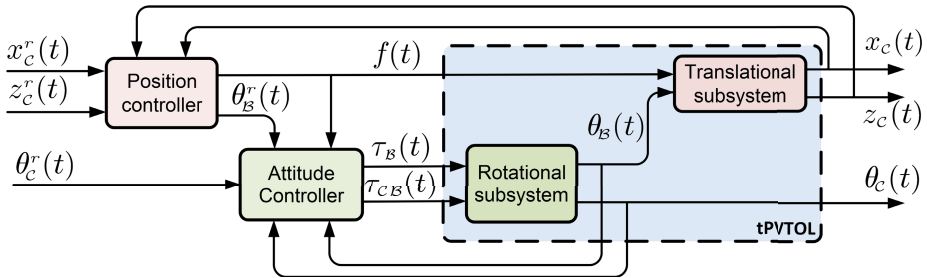 x_𝒞^r(t)
z_𝒞^r(t)
θ_𝒞^r(t)
Position
controller
f(t)
θ_ℬ^r(t)
Attitude
Controller
τ_ℬ(t)
τ_𝒞ℬ(t)
Rotational
subsystem
θ_ℬ(t)
Translational
subsystem
tPVTOL
x_𝒞(t)
z_𝒞(t)
θ_𝒞(t)